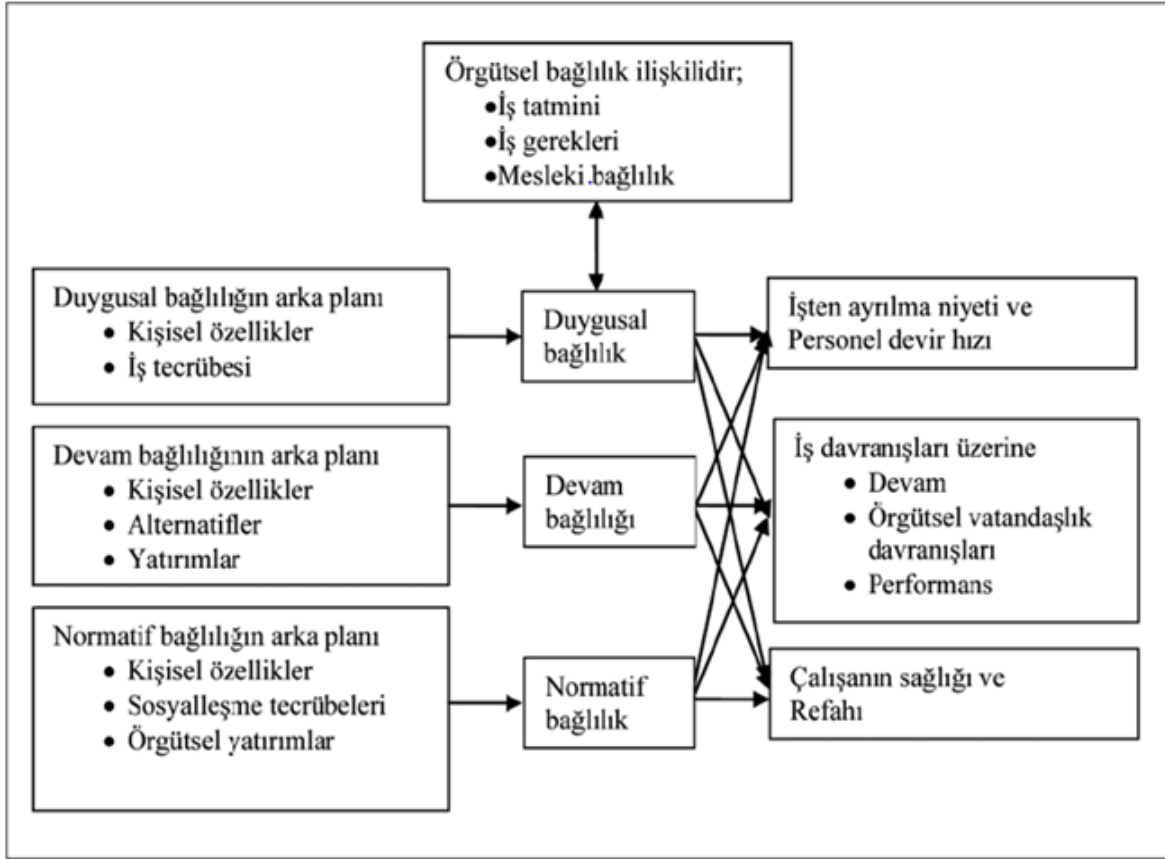 Örgütsel bağlılık ilişkilidir;
•İş tatmini
•İş gerekleri
•Mesleki.bağlılık
Duygusal bağlılığın arka planı
• Kişisel özellikler
• İş tecrübesi
Duygusal
bağlılık
İşten ayrılma niyeti ve
Personel devir hızı
Devam bağlılığının arka planı
• Kişisel özellikler
• Alternatifler
• Yatırımlar
Devam
bağlılığı
İş davranışları üzerine
• Devam
• Örgütsel vatandaşlık
davranışları
• Performans
Normatif bağlılığın arka planı
• Kişisel özellikler
• Sosyalleşme tecrübeleri
• Örgütsel yatırımlar
Normatif
bağlılık
Çalışanın sağlığı ve
Refahı